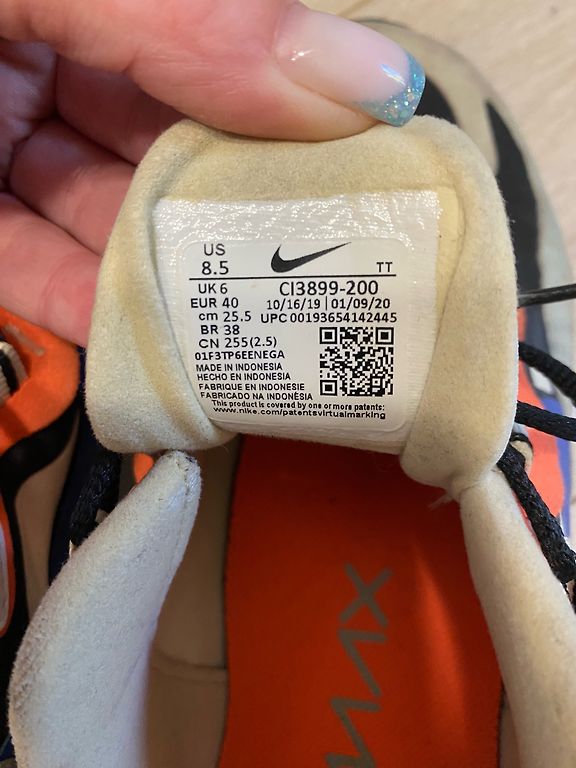 US
8.5 TT
UK 6 CI3899-200
EUR 40 10/16/19 | 01/09/20
cm 25.5 UPC 00193654142445
BR 38
CN 255(2.5)
01F3TP6EENEGA
MADE IN INDONESIA
HECHO EN INDONESIA
FABRIQUE EN INDONESIE
FABRICADO NA INDONÈSIA
This product is covered by one or more patents:
www.nike.com/patentsvirtualmarking